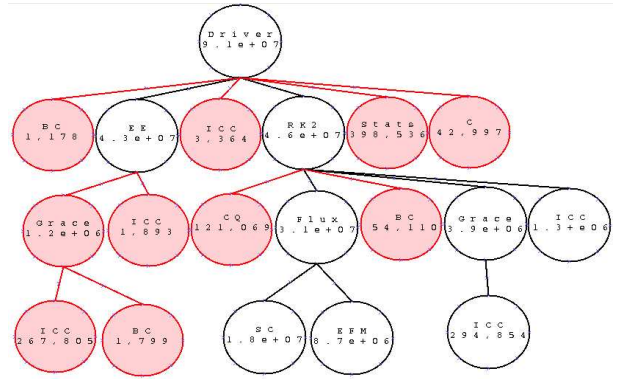 Driver
9.1e+07
BC
1,178
EE
4.3e+07
ICC
3,364
RK2
4.6e+07
Stats
398,536
C
42,997
Grace
1.2e+06
ICC
1,893
CQ
121,069
Flux
3.1e+07
BC
54,110
Grace
3.9e+06
ICC
1.3+e06
ICC
267,805
BC
1,799
SC
1.8e+07
EFM
8.7e+06
ICC
294,854